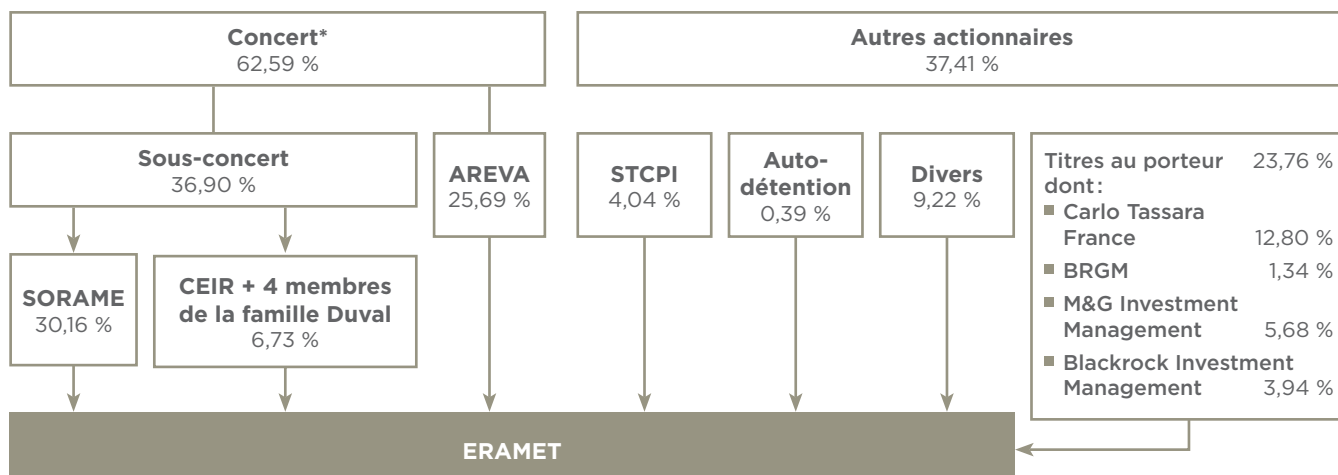 Concert*
62,59 %
Autres actionnaires
37,41 %
Sous-concert
36,90 %
AREVA
25,69 %
STCPI
4,04 %
Auto-
détention
0,39 %
Divers
9,22 %
Titres au porteur 23,76 %
dont :
■ Carlo Tassara
France 12,80 %
■ BRGM 1,34 %
■ M&G Investment
Management 5,68 %
■ Blackrock Investment
Management 3,94 %
SORAME
30,16 %
CEIR + 4 membres
de la famille Duval
6,73 %
ERAMET